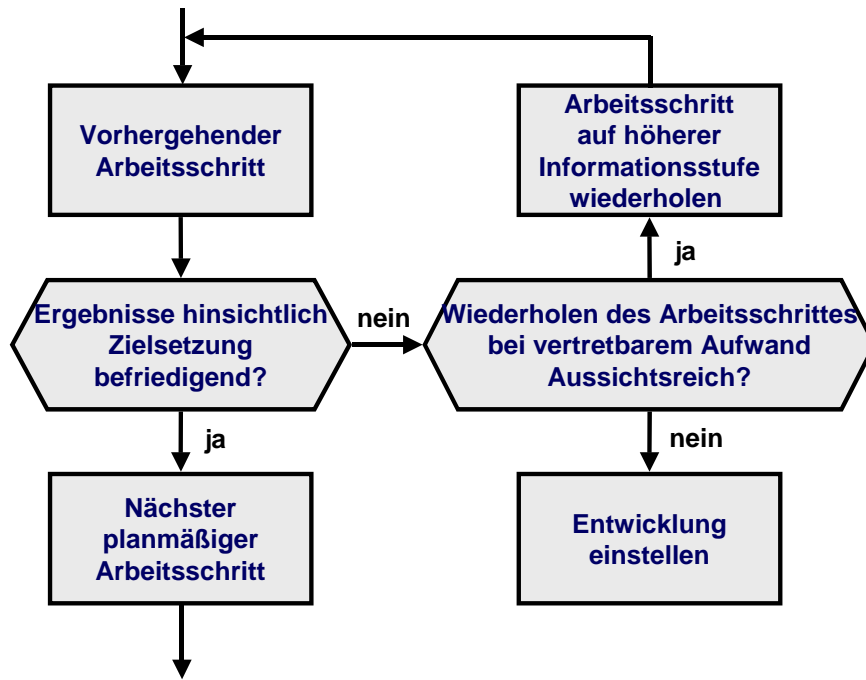 Vorhergehender
Arbeitsschritt
Arbeitsschritt
auf höherer
Informationsstufe
wiederholen
ja
Ergebnisse hinsichtlich
Zielsetzung
befriedigend?
nein
Wiederholen des Arbeitsschrittes
bei vertretbarem Aufwand
Aussichtsreich?
ja
nein
Nächster
planmäßiger
Arbeitsschritt
Entwicklung
einstellen